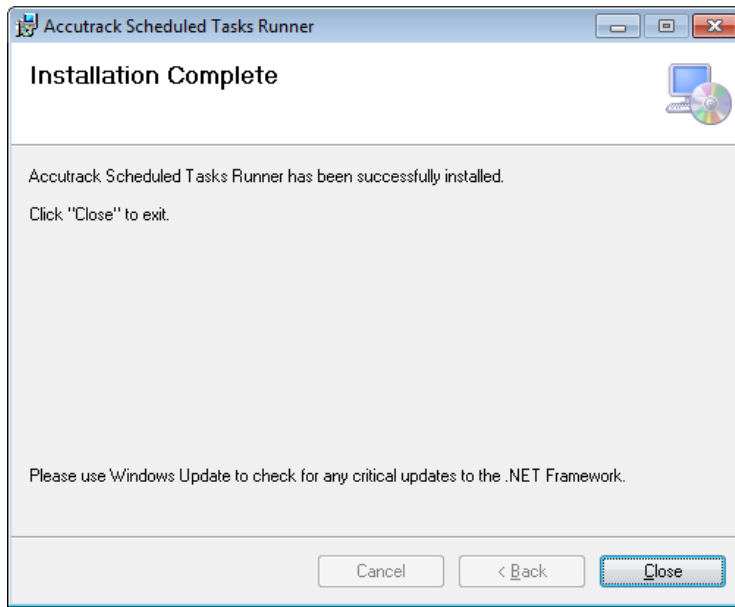 Accutrack Scheduled Tasks Runner
Installation Complete
Accutrack Scheduled Tasks Runner has been successfully installed.
Click "Close" to exit.
Please use Windows Update to check for any critical updates to the .NET Framework.
Cancel
< Back
Close